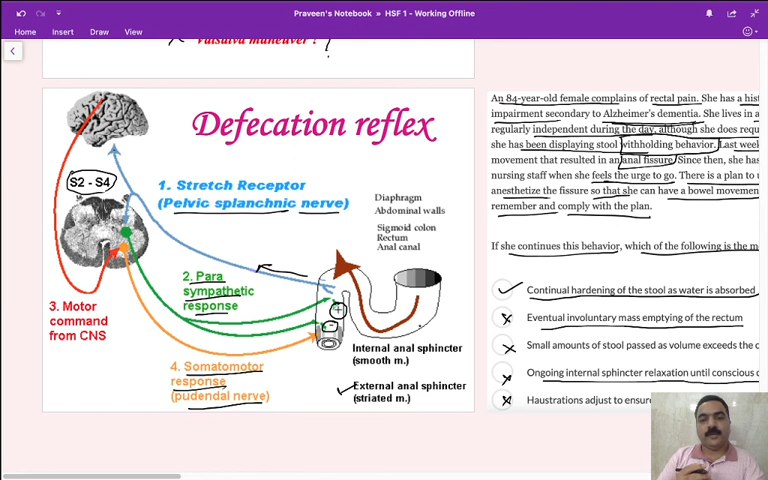 Praveen's Notebook » HSF 1 - Working Offline
Home Insert Draw View
Valsalva maneuver ?
Defecation reflex
S2 - S4
1. Stretch Receptor
(Pelvic splanchnic nerve)
Diaphragm
Abdominal walls
Sigmoid colon
Rectum
Anal canal
2. Para
sympathetic
response
+
-
3. Motor
command
from CNS
Internal anal sphincter
(smooth m.)
4. Somatomotor
response
(pudendal nerve)
External anal sphincter
(striated m.)
An 84-year-old female complains of rectal pain. She has a hist
impairment secondary to Alzheimer's dementia. She lives in a
regularly independent during the day, although she does requ
she has been displaying stool withholding behavior. Last week
movement that resulted in an anal fissure. Since then, she has
nursing staff when she feels the urge to go. There is a plan to u
anesthetize the fissure so that she can have a bowel movemen
remember and comply with the plan.
If she continues this behavior, which of the following is the m
Continual hardening of the stool as water is absorbed
Eventual involuntary mass emptying of the rectum
Small amounts of stool passed as volume exceeds the c
Ongoing internal sphincter relaxation until conscious c
Haustrations adjust to ensure